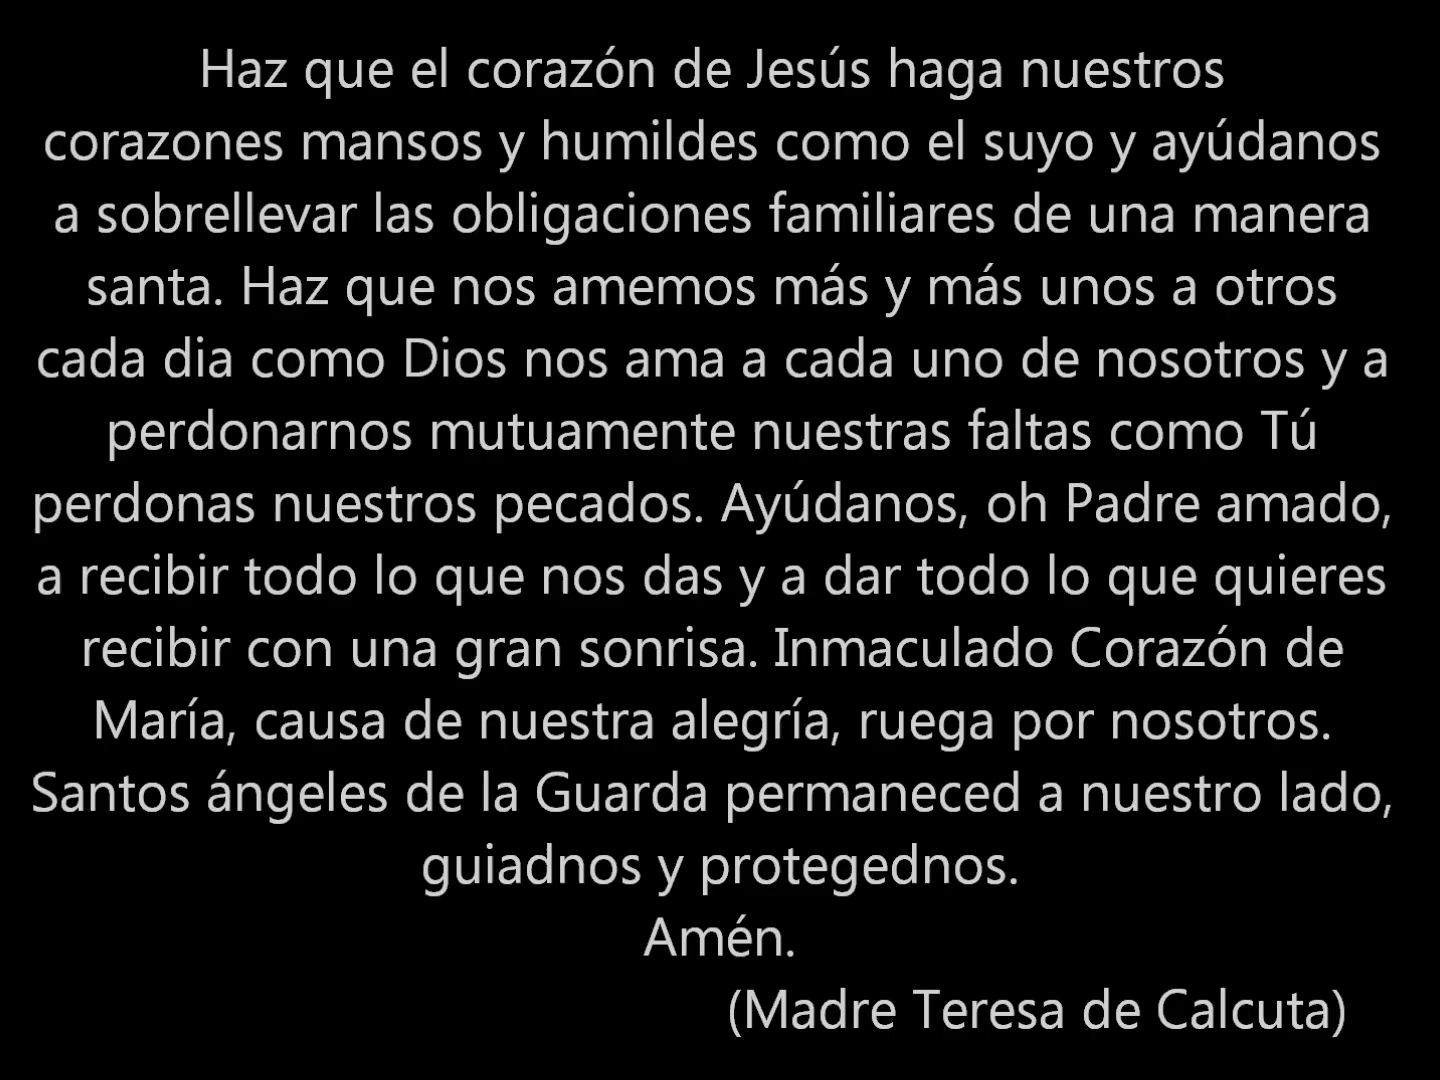 Haz que el corazón de Jesús haga nuestros
corazones mansos y humildes como el suyo y ayúdanos
a sobrellevar las obligaciones familiares de una manera
santa. Haz que nos amemos más y más unos a otros
cada dia como Dios nos ama a cada uno de nosotros y a
perdonarnos mutuamente nuestras faltas como Tú
perdonas nuestros pecados. Ayúdanos, oh Padre amado,
a recibir todo lo que nos das y a dar todo lo que quieres
recibir con una gran sonrisa. Inmaculado Corazón de
María, causa de nuestra alegría, ruega por nosotros.
Santos ángeles de la Guarda permaneced a nuestro lado,
guiadnos y protegednos.
Amén.
(Madre Teresa de Calcuta)